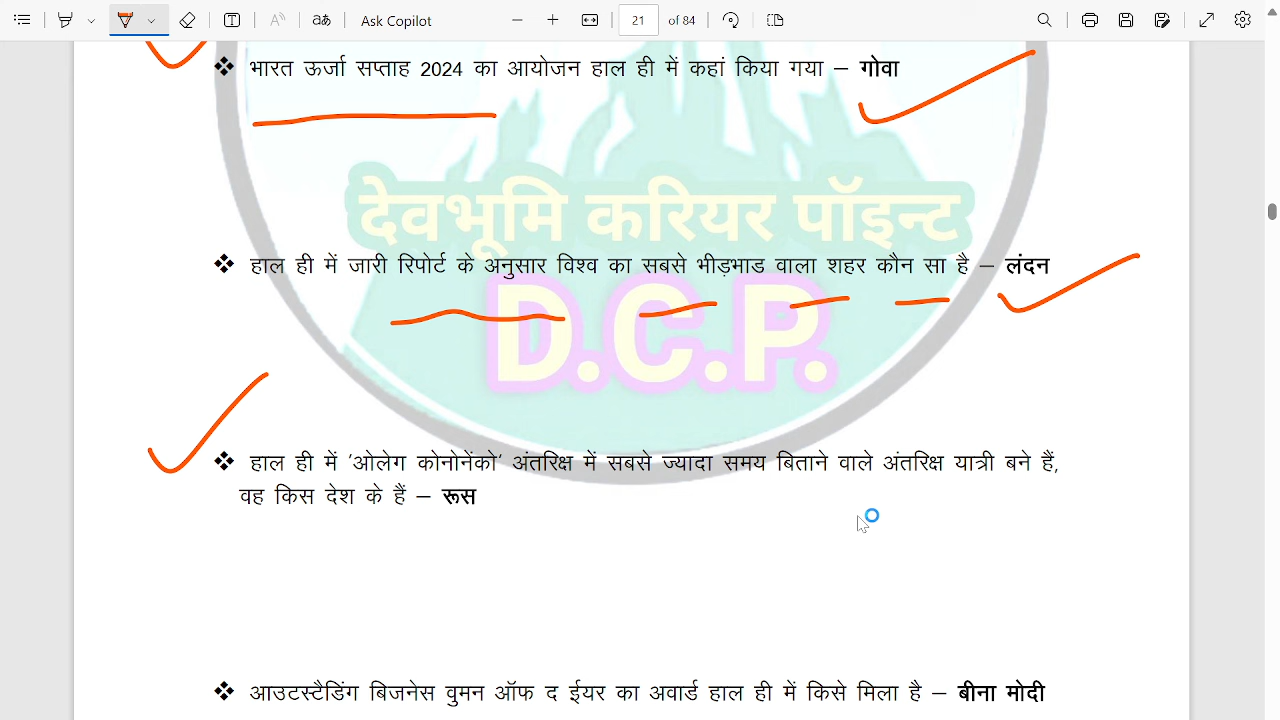 Ask Copilot
21 of 84
❖ भारत ऊर्जा सप्ताह 2024 का आयोजन हाल ही में कहां किया गया – गोवा
देवभूमि करियर पॉइन्ट
❖ हाल ही में जारी रिपोर्ट के अनुसार विश्व का सबसे भीड़भाड वाला शहर कौन सा है – लंदन
D.C.P.
❖ हाल ही में 'ओलेग कोनोनेंको' अंतरिक्ष में सबसे ज्यादा समय बिताने वाले अंतरिक्ष यात्री बने हैं,
वह किस देश के हैं – रूस
❖ आउटस्टैडिंग बिजनेस वुमन ऑफ द ईयर का अवार्ड हाल ही में किसे मिला है – बीना मोदी